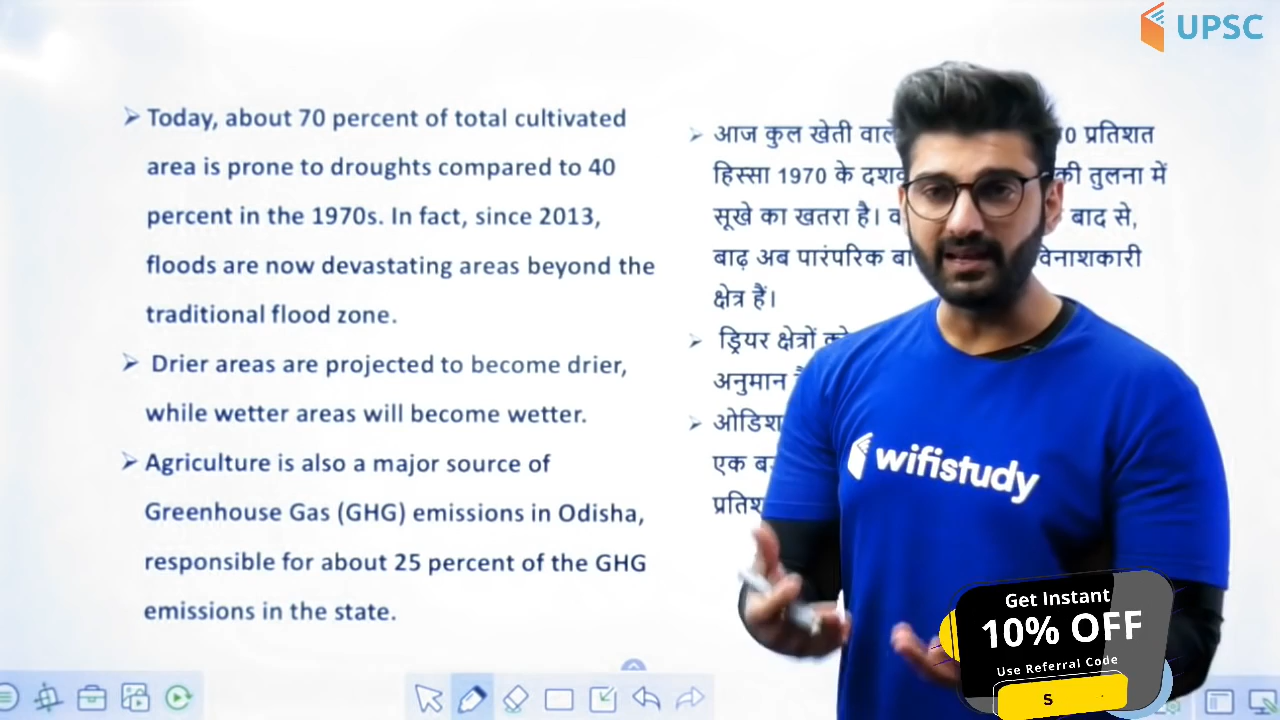 UPSC
Today, about 70 percent of total cultivated
area is prone to droughts compared to 40
percent in the 1970s. In fact, since 2013,
floods are now devastating areas beyond the
traditional flood zone.
Drier areas are projected to become drier,
while wetter areas will become wetter.
Agriculture is also a major source of
Greenhouse Gas (GHG) emissions in Odisha,
responsible for about 25 percent of the GHG
emissions in the state.
आज कुल खेती प्रतिशत
हिस्सा 1970 के की तुलना में
सूखे का खतरा है। बाद से,
बाढ़ अब पारंपरिक विनाशकारी
क्षेत्र हैं।
ड्रियर क्षेत्रों
अनुमान
एक
wifistudy
Get Instant
10% OFF
Use Referral Code
S